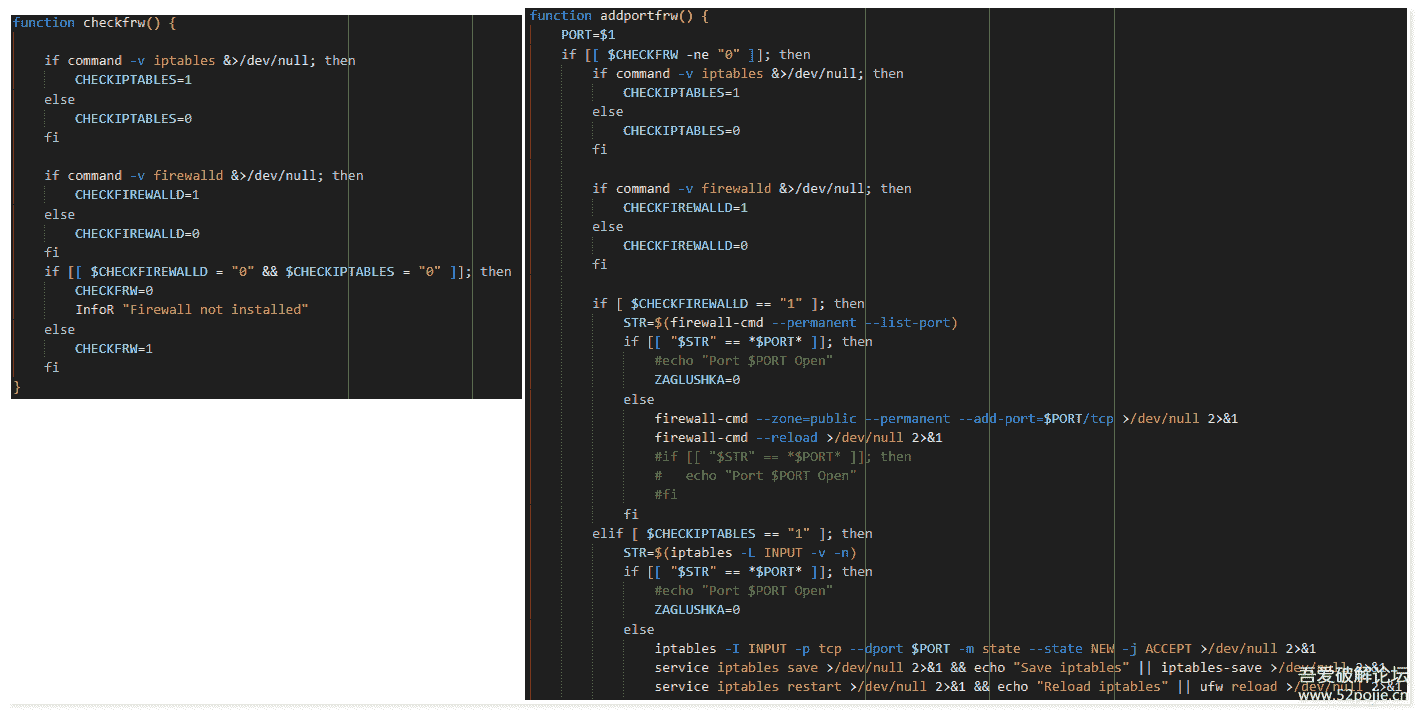 function checkfrw() {
if command -v iptables &>/dev/null; then
CHECKIPTABLES=1
else
CHECKIPTABLES=0
fi
if command -v firewalld &>/dev/null; then
CHECKFIREWALLD=1
else
CHECKFIREWALLD=0
fi
if [[ $CHECKFIREWALLD = "0" && $CHECKIPTABLES = "0" ]]; then
CHECKFRW=0
InfoR "Firewall not installed"
else
CHECKFRW=1
fi
}
function addportfrw() {
PORT=$1
if [[ $CHECKFRW -ne "0" ]]; then
if command -v iptables &>/dev/null; then
CHECKIPTABLES=1
else
CHECKIPTABLES=0
fi
if command -v firewalld &>/dev/null; then
CHECKFIREWALLD=1
else
CHECKFIREWALLD=0
fi
if [ $CHECKFIREWALLD == "1" ]; then
STR=$(firewall-cmd --permanent --list-port)
if [[ "$STR" == *$PORT* ]]; then
#echo "Port $PORT Open"
ZAGLUSHKA=0
else
firewall-cmd --zone=public --permanent --add-port=$PORT/tcp >/dev/null 2>&1
firewall-cmd --reload >/dev/null 2>&1
#if [[ "$STR" == *$PORT* ]]; then
#   echo "Port $PORT Open"
#fi
fi
elif [ $CHECKIPTABLES == "1" ]; then
STR=$(iptables -L INPUT -v -n)
if [[ "$STR" == *$PORT* ]]; then
#echo "Port $PORT Open"
ZAGLUSHKA=0
else
iptables -I INPUT -p tcp --dport $PORT -m state --state NEW -j ACCEPT >/dev/null 2>&1
service iptables save >/dev/null 2>&1 && echo "Save iptables" || iptables-save >/dev/null 2>&1
service iptables restart >/dev/null 2>&1 && echo "Reload iptables" || ufw reload >/dev/null 2>&1
吾爱破解论坛
www.52pojie.cn